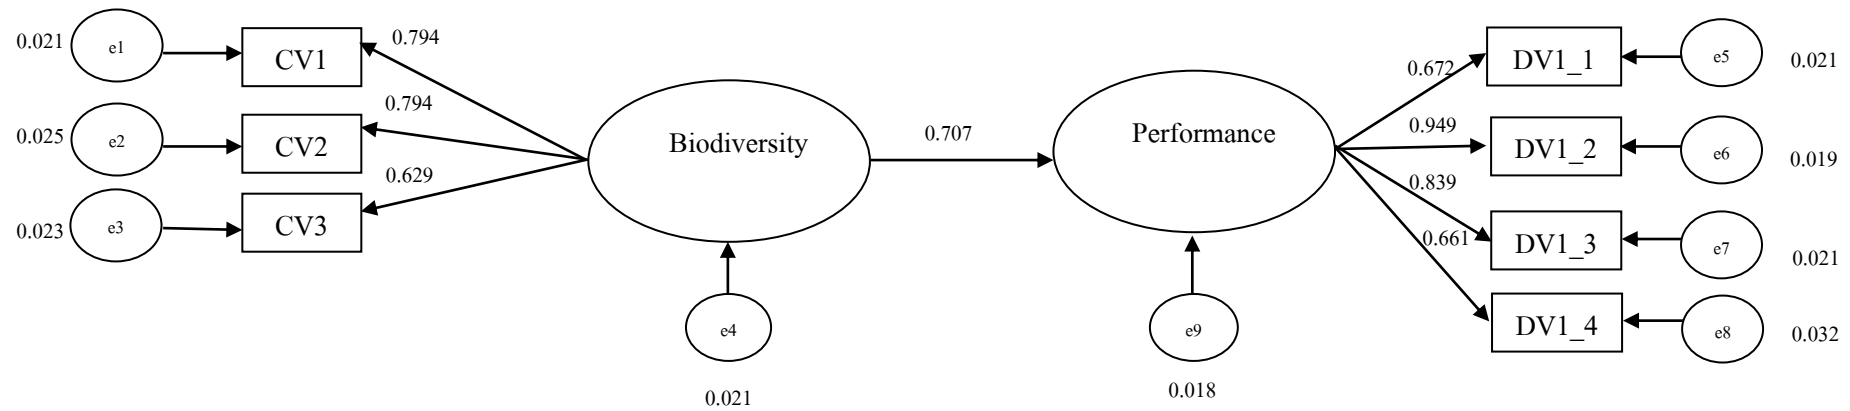 0.021 e1 CV1 0.794
0.025 e2 CV2 0.794
0.023 e3 CV3 0.629
Biodiversity
e4
0.021
0.707
Performance
e9
0.018
0.672 DV1_1 e5 0.021
0.949 DV1_2 e6 0.019
0.839 DV1_3 e7 0.021
0.661 DV1_4 e8 0.032